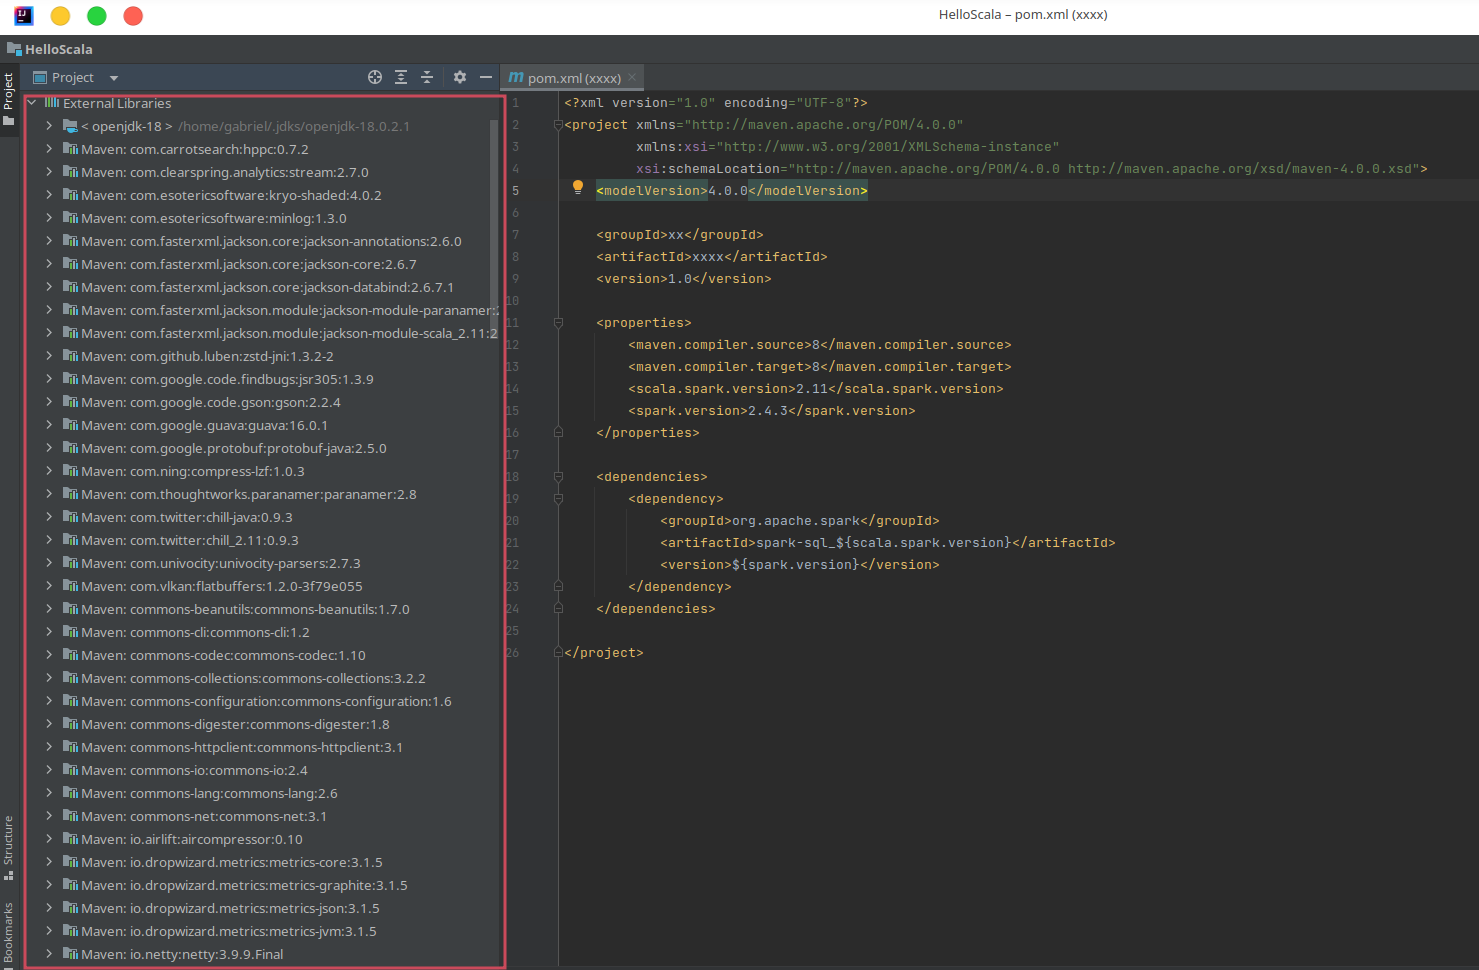 HelloScala – pom.xml (xxxx)
HelloScala
Project
pom.xml (xxxx)
Project
Structure
Bookmarks
External Libraries
< openjdk-18 > /home/gabriel/.jdks/openjdk-18.0.2.1
Maven: com.carrotsearch:hppc:0.7.2
Maven: com.clearspring.analytics:stream:2.7.0
Maven: com.esotericsoftware:kryo-shaded:4.0.2
Maven: com.esotericsoftware:minlog:1.3.0
Maven: com.fasterxml.jackson.core:jackson-annotations:2.6.0
Maven: com.fasterxml.jackson.core:jackson-core:2.6.7
Maven: com.fasterxml.jackson.core:jackson-databind:2.6.7.1
Maven: com.fasterxml.jackson.module:jackson-module-paranamer:2
Maven: com.fasterxml.jackson.module:jackson-module-scala_2.11:2
Maven: com.github.luben:zstd-jni:1.3.2-2
Maven: com.google.code.findbugs:jsr305:1.3.9
Maven: com.google.code.gson:gson:2.2.4
Maven: com.google.guava:guava:16.0.1
Maven: com.google.protobuf:protobuf-java:2.5.0
Maven: com.ning:compress-lzf:1.0.3
Maven: com.thoughtworks.paranamer:paranamer:2.8
Maven: com.twitter:chill-java:0.9.3
Maven: com.twitter:chill_2.11:0.9.3
Maven: com.univocity:univocity-parsers:2.7.3
Maven: com.vlkan:flatbuffers:1.2.0-3f79e055
Maven: commons-beanutils:commons-beanutils:1.7.0
Maven: commons-cli:commons-cli:1.2
Maven: commons-codec:commons-codec:1.10
Maven: commons-collections:commons-collections:3.2.2
Maven: commons-configuration:commons-configuration:1.6
Maven: commons-digester:commons-digester:1.8
Maven: commons-httpclient:commons-httpclient:3.1
Maven: commons-io:commons-io:2.4
Maven: commons-lang:commons-lang:2.6
Maven: commons-net:commons-net:3.1
Maven: io.airlift:aircompressor:0.10
Maven: io.dropwizard.metrics:metrics-core:3.1.5
Maven: io.dropwizard.metrics:metrics-graphite:3.1.5
Maven: io.dropwizard.metrics:metrics-json:3.1.5
Maven: io.dropwizard.metrics:metrics-jvm:3.1.5
Maven: io.netty:netty:3.9.9.Final
1 <?xml version="1.0" encoding="UTF-8"?>
2 <project xmlns="http://maven.apache.org/POM/4.0.0"
3 xmlns:xsi="http://www.w3.org/2001/XMLSchema-instance"
4 xsi:schemaLocation="http://maven.apache.org/POM/4.0.0 http://maven.apache.org/xsd/maven-4.0.0.xsd">
5 <modelVersion>4.0.0</modelVersion>
6
7 <groupId>xx</groupId>
8 <artifactId>xxxx</artifactId>
9 <version>1.0</version>
10
11 <properties>
12 <maven.compiler.source>8</maven.compiler.source>
13 <maven.compiler.target>8</maven.compiler.target>
14 <scala.spark.version>2.11</scala.spark.version>
15 <spark.version>2.4.3</spark.version>
16 </properties>
17
18 <dependencies>
19 <dependency>
20 <groupId>org.apache.spark</groupId>
21 <artifactId>spark-sql_${scala.spark.version}</artifactId>
22 <version>${spark.version}</version>
23 </dependency>
24 </dependencies>
25
26 </project>